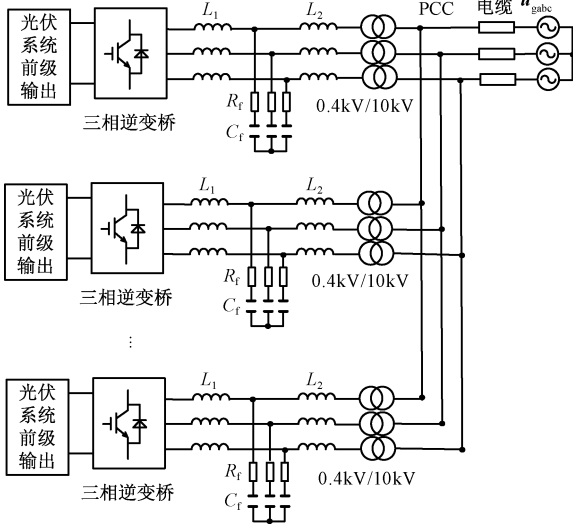 光伏
系统
前级
输出
三相逆变桥
L1
L2
Rf
Cf
0.4kV/10kV
PCC
电缆
ugabc
光伏
系统
前级
输出
三相逆变桥
L1
L2
Rf
Cf
0.4kV/10kV
⋮
光伏
系统
前级
输出
三相逆变桥
L1
L2
Rf
Cf
0.4kV/10kV